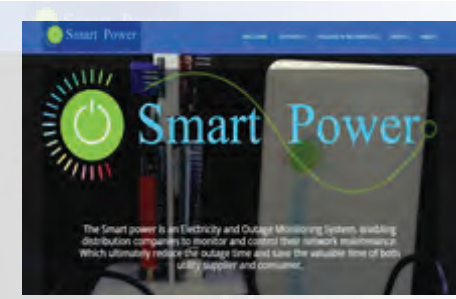 Smart Power
Smart Power
The Smart power is an Electricity and Outage Monitoring System, enabling
distribution companies to monitor and control their network maintenance.
Which ultimately reduce the outage time and save the valuable time of both
utility supplier and consumer.